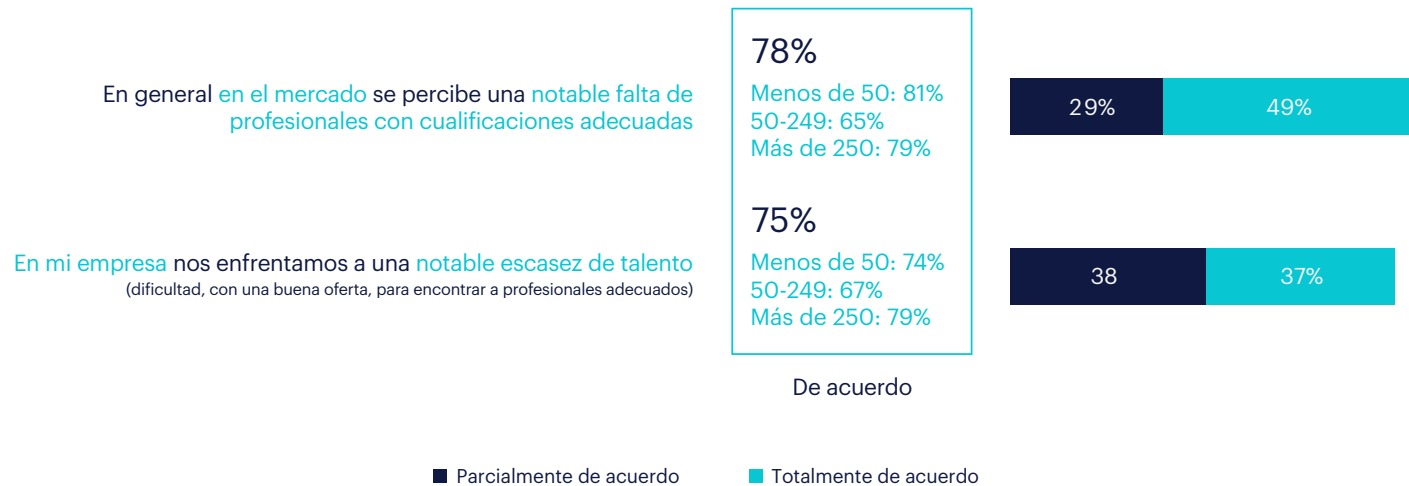 78%
En general en el mercado se percibe una notable falta de
profesionales con cualificaciones adecuadas
Menos de 50: 81%
50-249: 65%
Más de 250: 79%
29%
49%
75%
En mi empresa nos enfrentamos a una notable escasez de talento
(dificultad, con una buena oferta, para encontrar a profesionales adecuados)
Menos de 50: 74%
50-249: 67%
Más de 250: 79%
38
37%
De acuerdo
Parcialmente de acuerdo
Totalmente de acuerdo